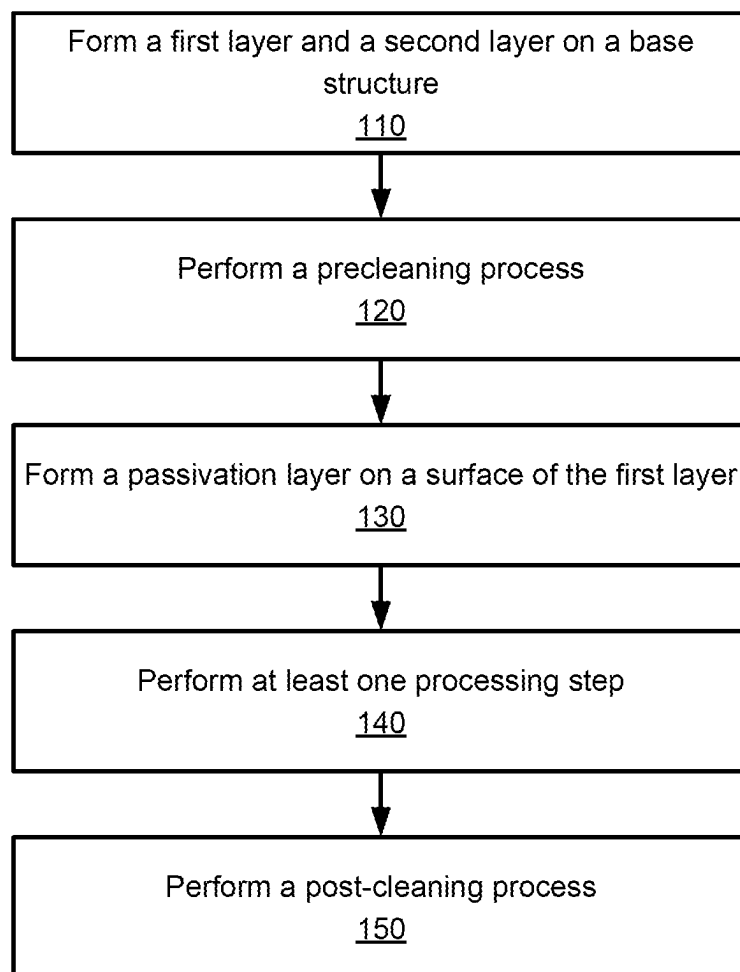 Form a first layer and a second layer on a base
structure
110
Perform a precleaning process
120
Form a passivation layer on a surface of the first layer
130
Perform at least one processing step
140
Perform a post-cleaning process
150